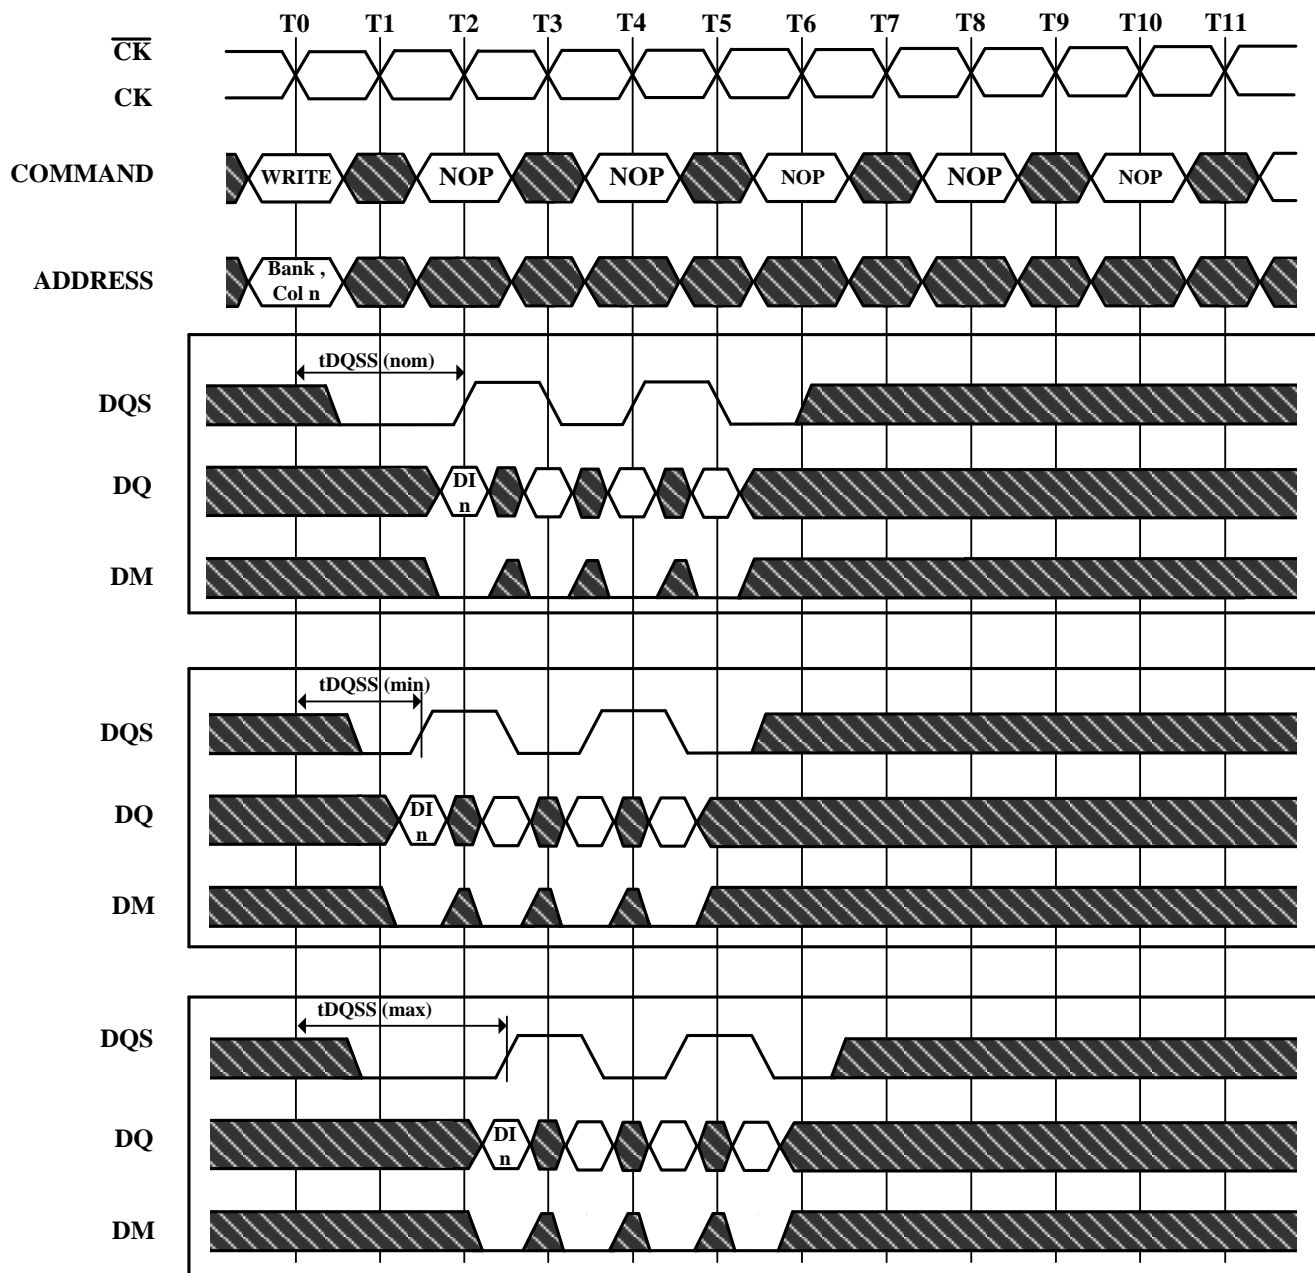 T0 T1 T2 T3 T4 T5 T6 T7 T8 T9 T10 T11
CK
CK
COMMAND WRITE NOP NOP NOP NOP NOP
ADDRESS Bank ,
Col n
tDQSS (nom)
DQS
DQ DI
n
DM
tDQSS (min)
DQS
DQ DI
n
DM
tDQSS (max)
DQS
DQ DI
n
DM